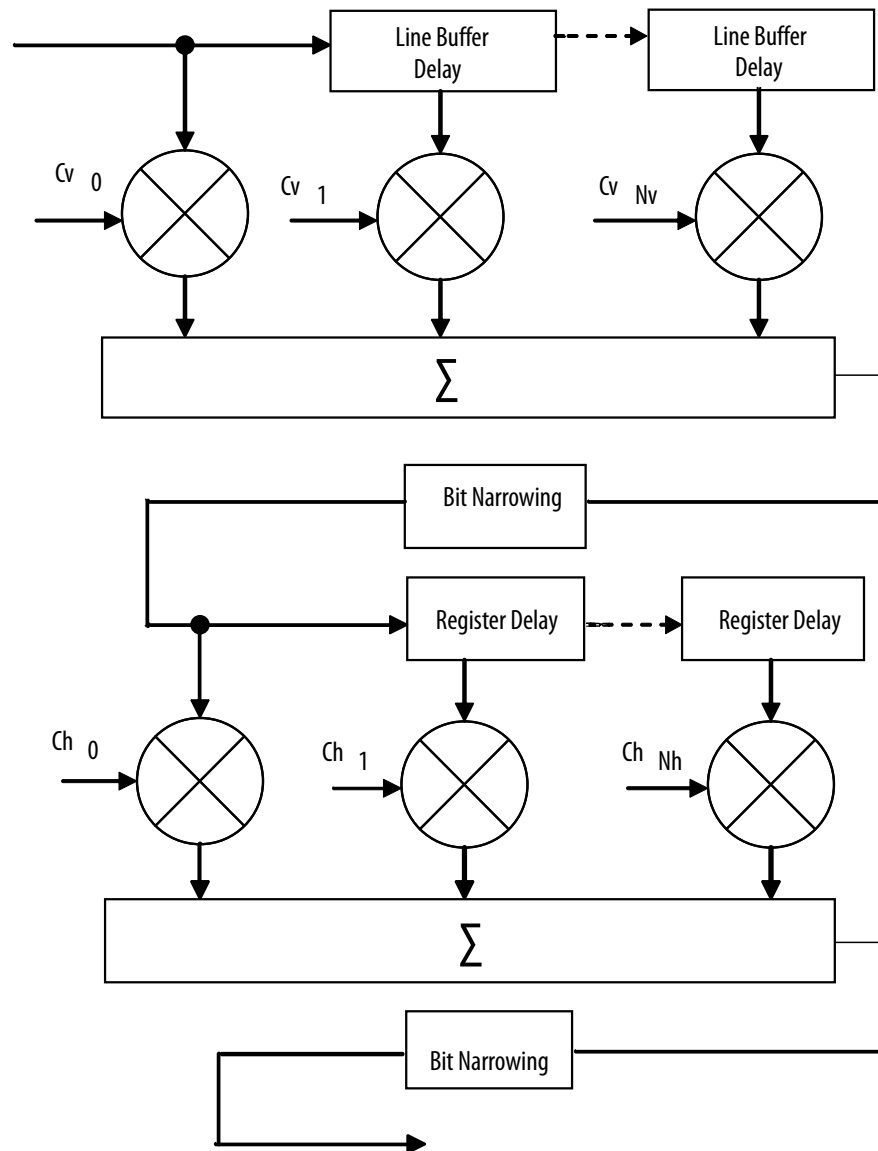 Line Buffer
Delay
Line Buffer
Delay
Cv 0
Cv 1
Cv Nv
∑
Bit Narrowing
Register Delay
Register Delay
Ch 0
Ch 1
Ch Nh
∑
Bit Narrowing